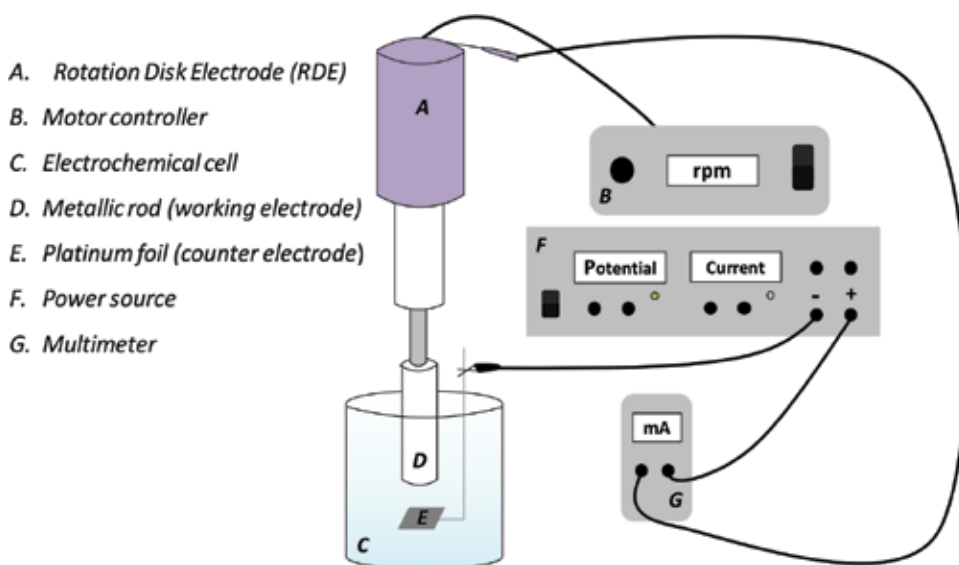 A. Rotation Disk Electrode (RDE)
B. Motor controller
C. Electrochemical cell
D. Metallic rod (working electrode)
E. Platinum foil (counter electrode)
F. Power source
G. Multimeter
A
rpm
B
F
Potential Current
- +
mA
G
D
E
C